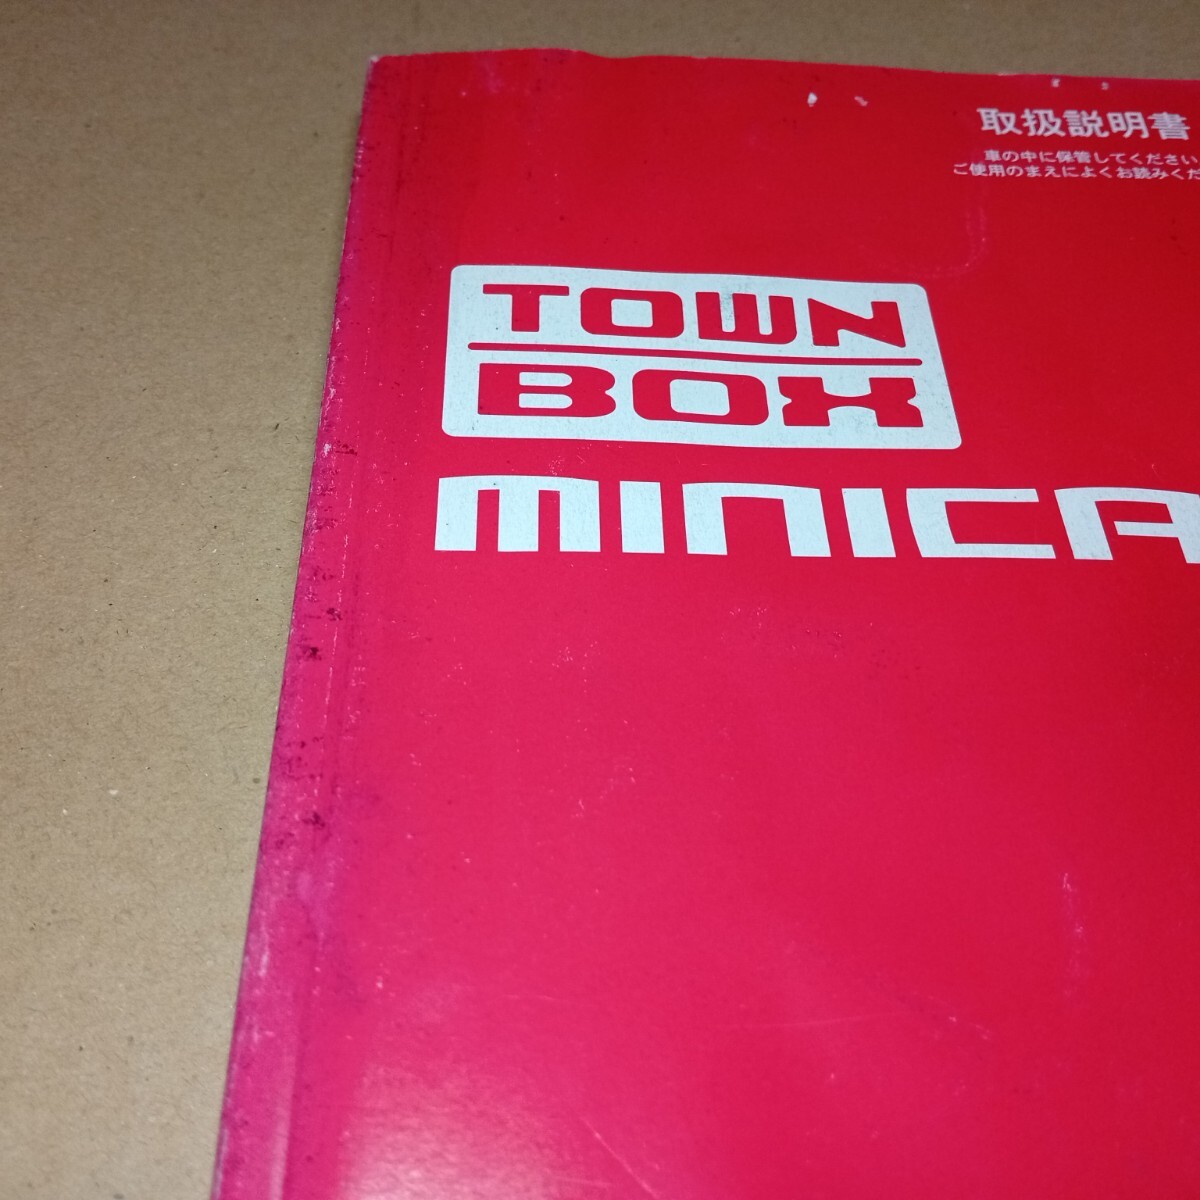 取扱説明書
車の中に保管してください
ご使用のまえによくお読みくだ
TOWN
BOX
MINICA